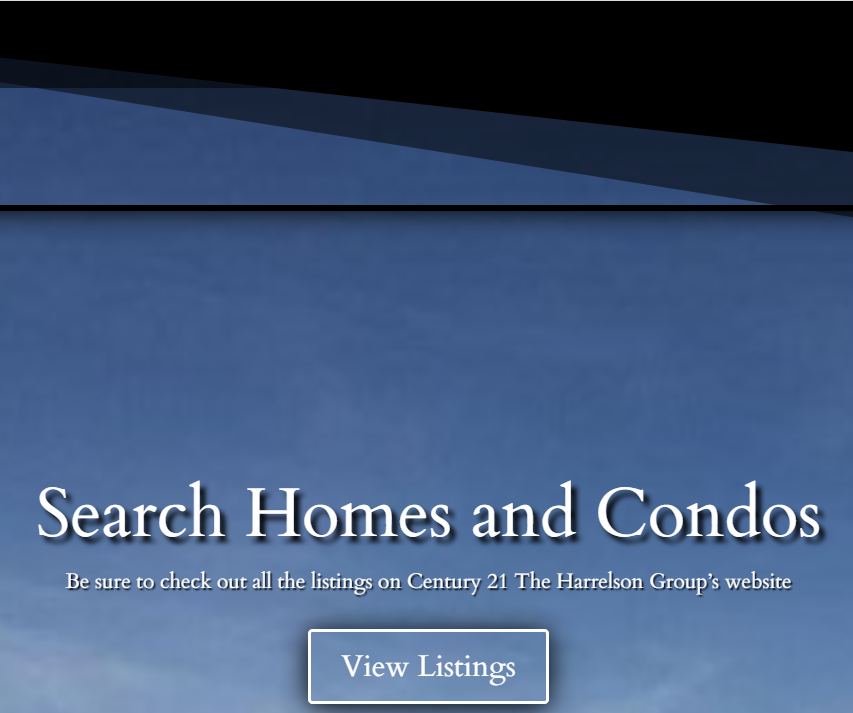 Search Homes and Condos
Be sure to check out all the listings on Century 21 The Harrelson Group’s website
View Listings